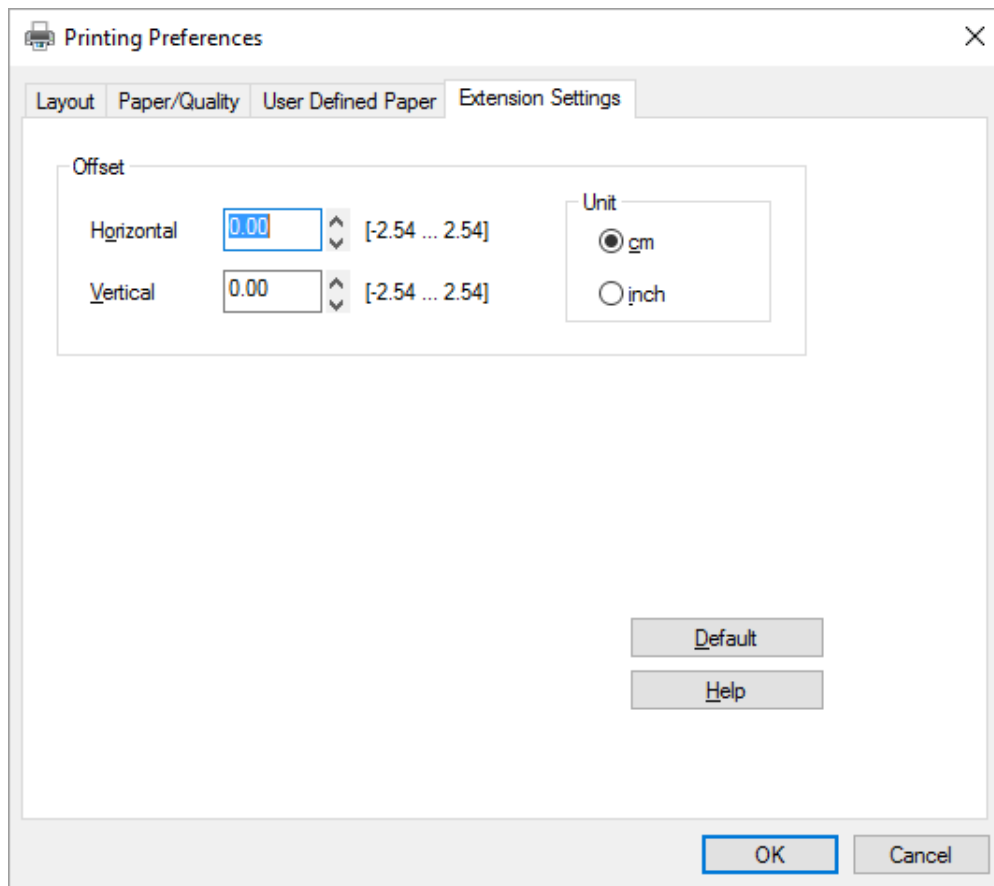 Printing Preferences
Layout Paper/Quality User Defined Paper Extension Settings
Offset
Unit
Horizontal 0.00 [-2.54 ... 2.54]
cm
Vertical 0.00 [-2.54 ... 2.54]
inch
Default
Help
OK Cancel